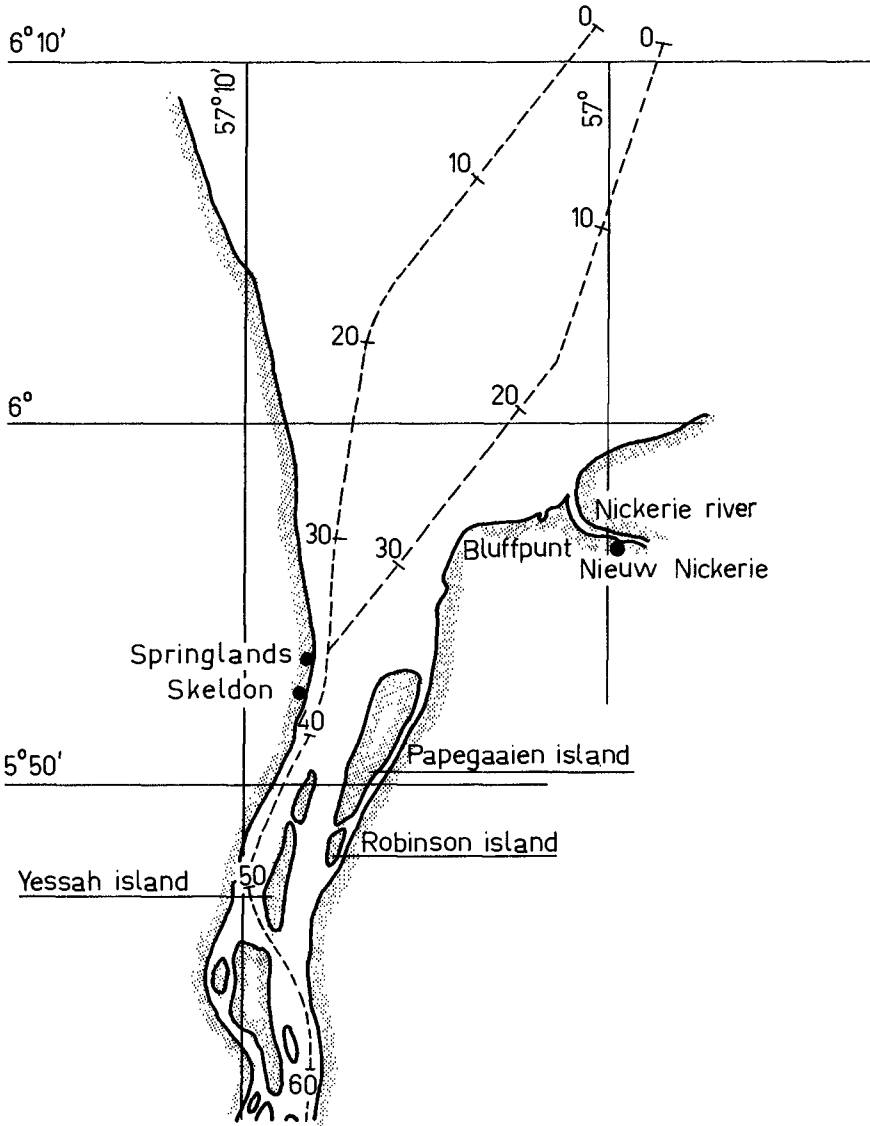 0
0
6°10'
57°10'
57°
10
10
20
6°
20
30
30
Nickerie river
Bluffpunt
Nieuw Nickerie
Springlands
Skeldon
40
Papegaaien island
5°50'
Robinson island
Yessah island
50
60